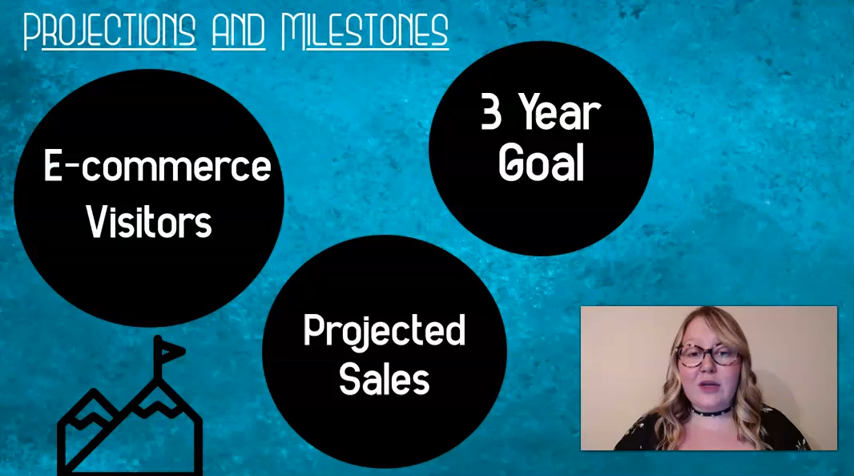 Projections and Milestones
E-commerce
Visitors
3 Year
Goal
Projected
Sales